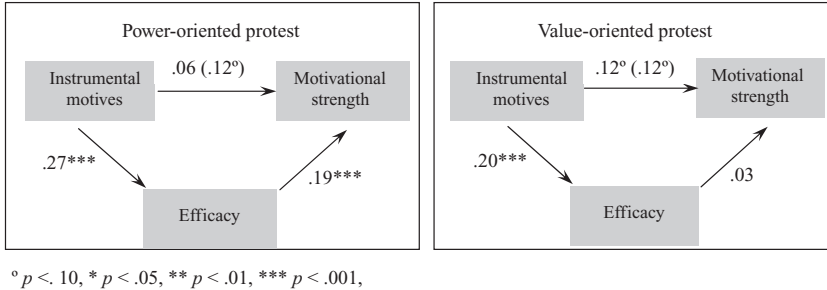 Power-oriented protest
Instrumental
motives
.06 (.12º)
Motivational
strength
.27***
.19***
Efficacy
Value-oriented protest
Instrumental
motives
.12º (.12º)
Motivational
strength
.20***
.03
Efficacy
º p <. 10, * p < .05, ** p < .01, *** p < .001,